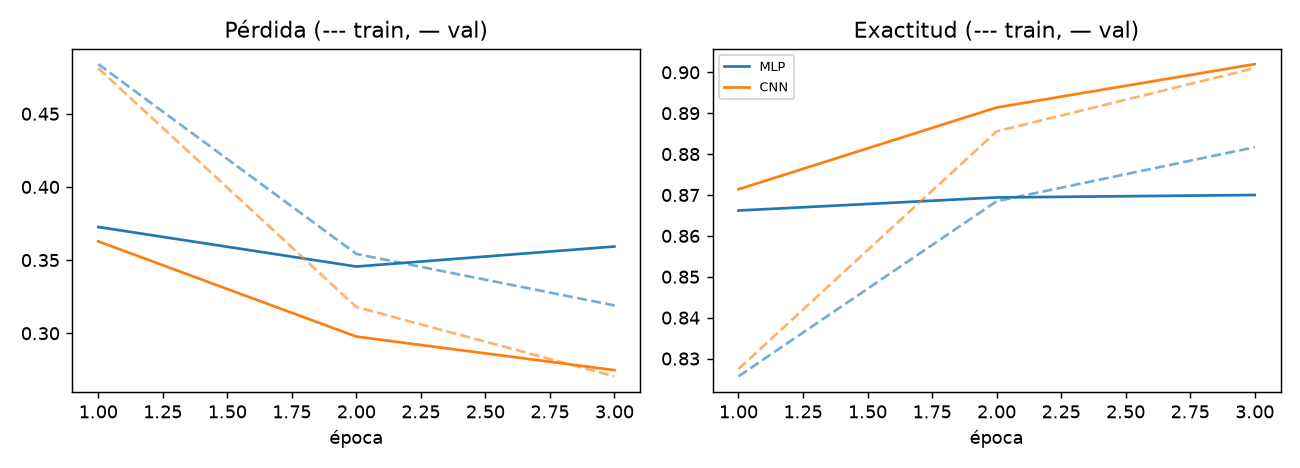 Pérdida (--- train, — val)
0.45
0.40
0.35
0.30
1.00 1.25 1.50 1.75 2.00 2.25 2.50 2.75 3.00
época
Exactitud (--- train, — val)
MLP
CNN
0.90
0.89
0.88
0.87
0.86
0.85
0.84
0.83
1.00 1.25 1.50 1.75 2.00 2.25 2.50 2.75 3.00
época